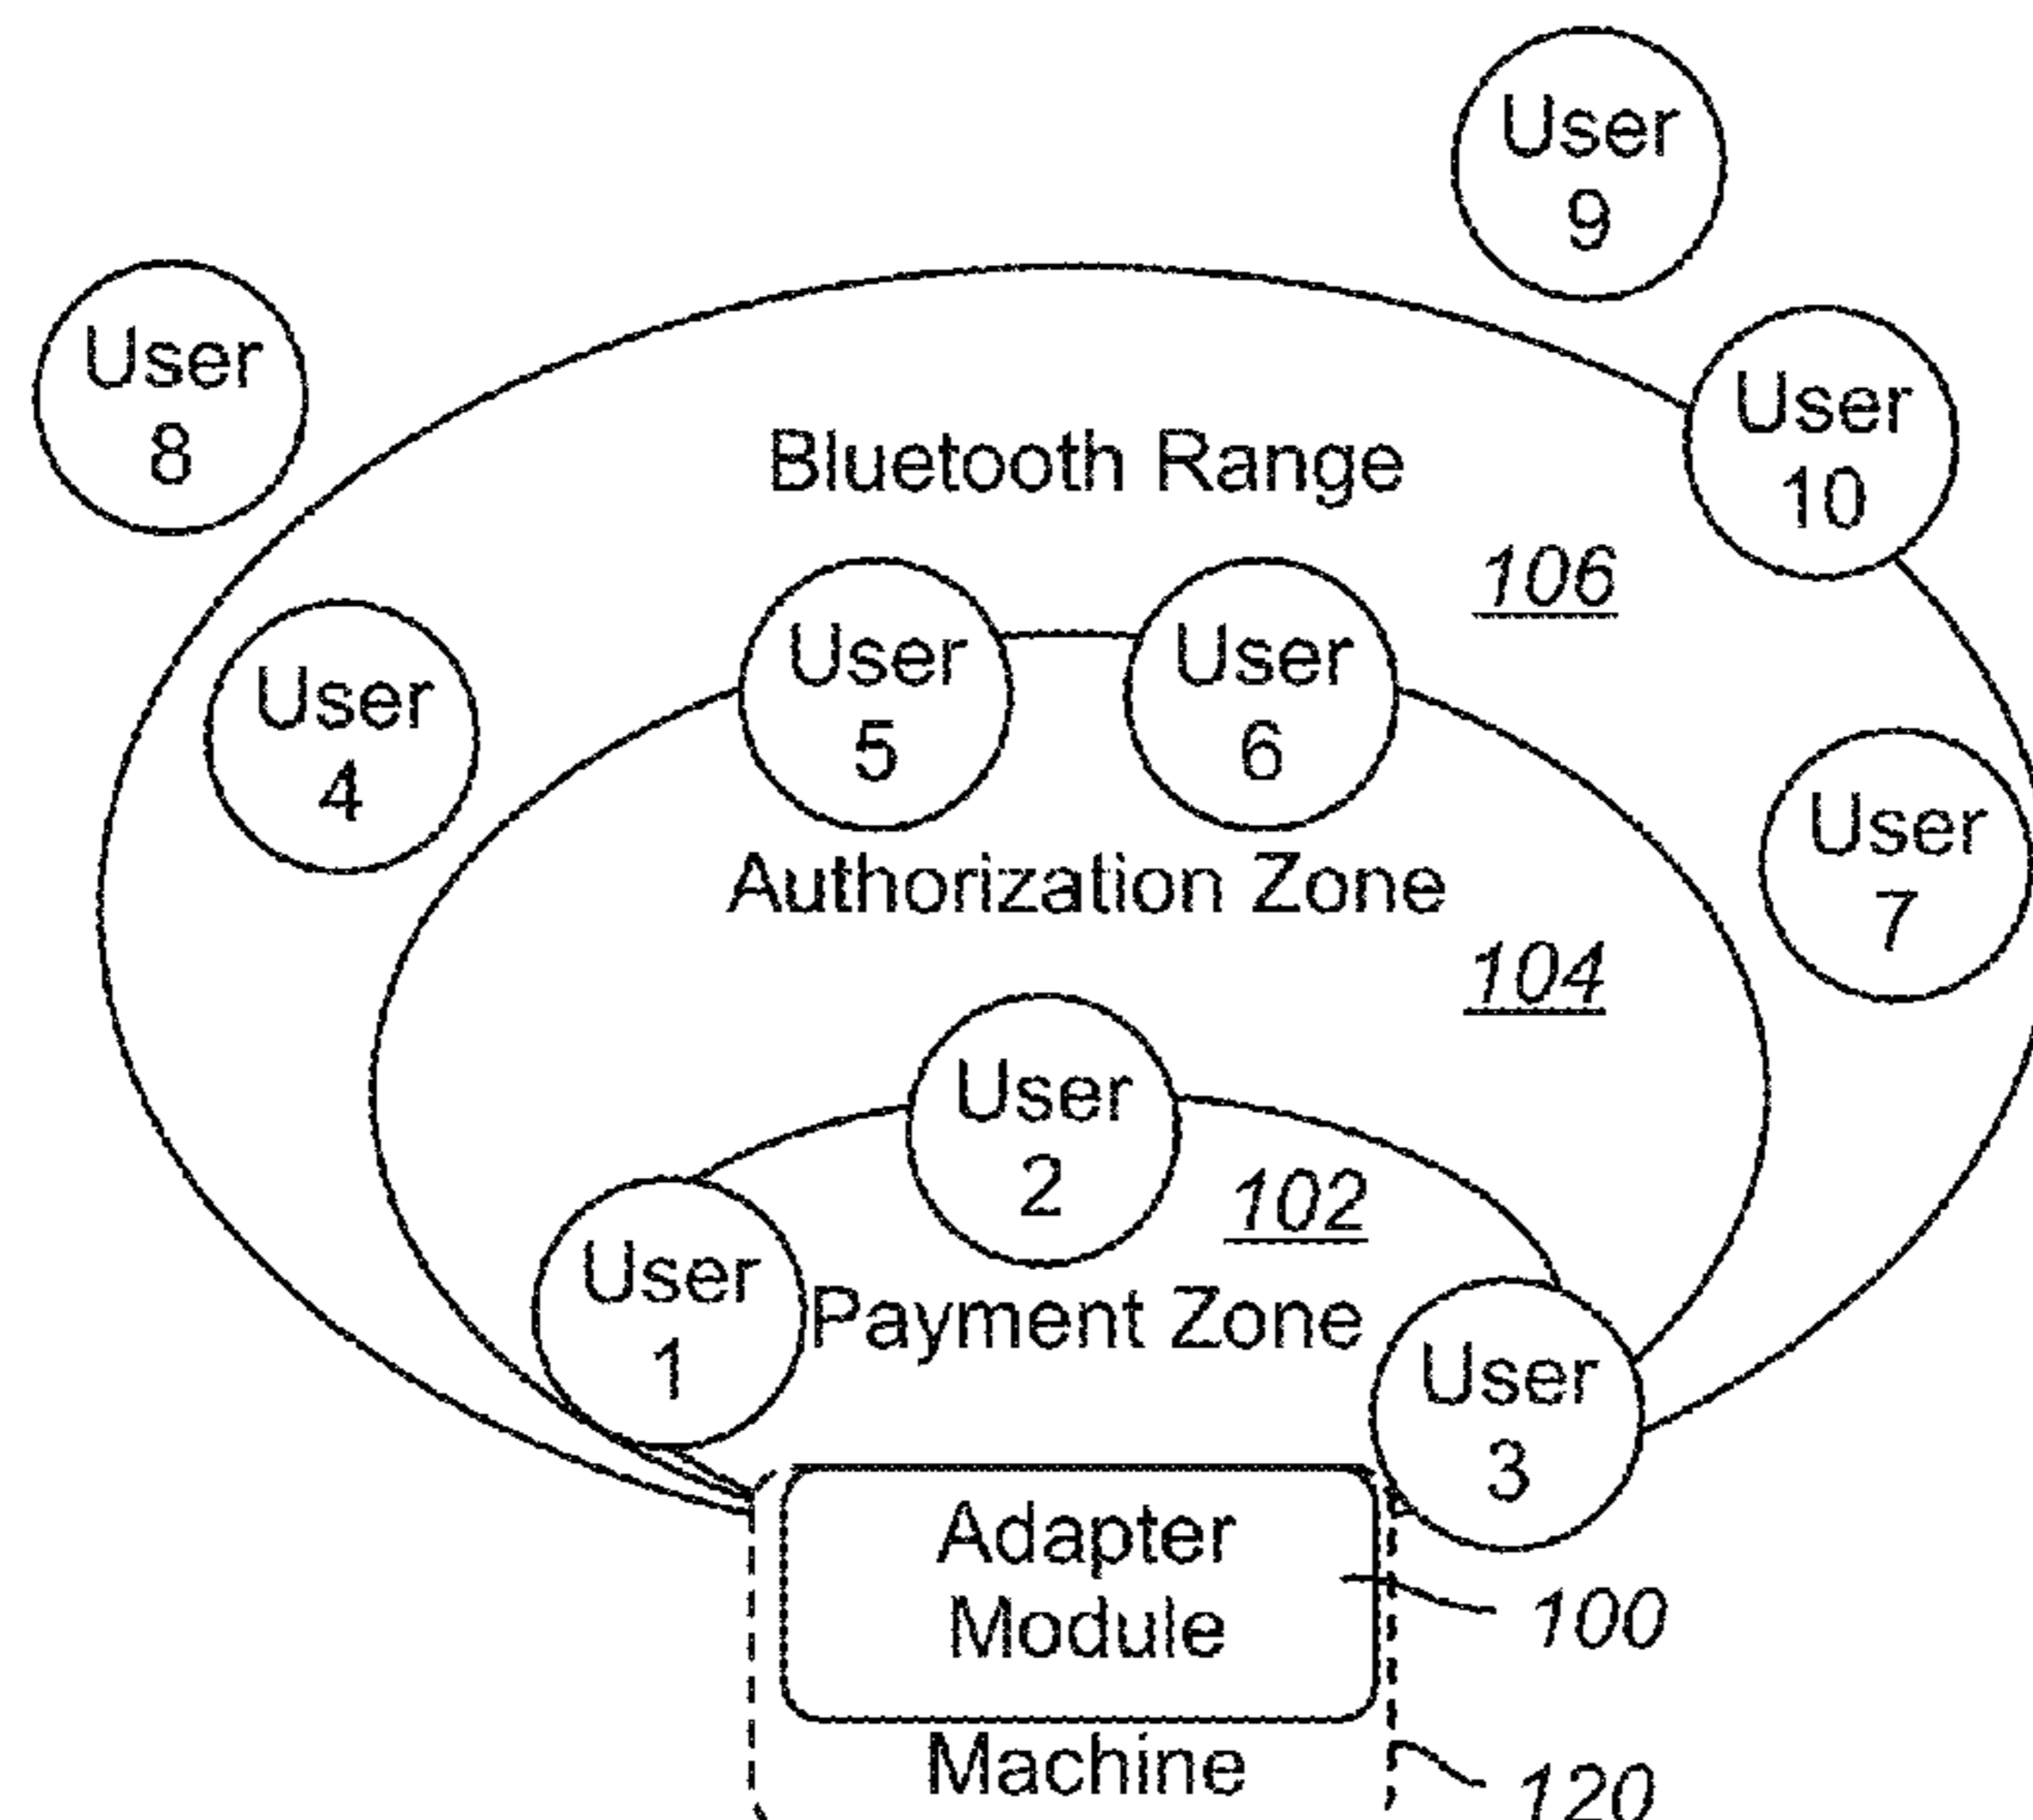 User
9
User
8
User
10
Bluetooth Range
106
User
5
User
6
User
4
User
7
Authorization Zone
104
User
2
102
User
1
Payment Zone
User
3
Adapter
Module
100
Machine
120